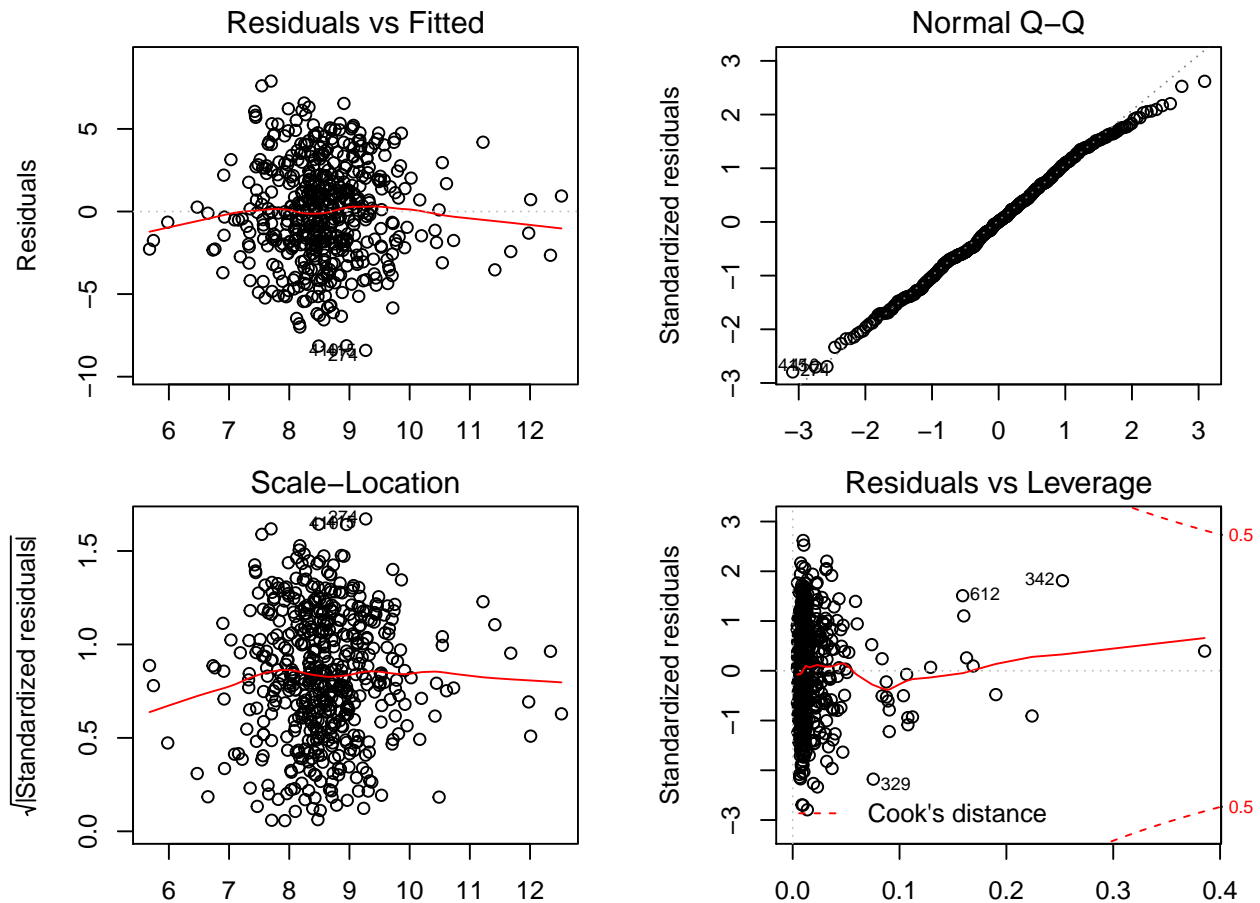 Residuals vs Fitted
Residuals
5
0
−5
−10
6 7 8 9 10 11 12
274
Normal Q−Q
Standardized residuals
3
2
1
0
−1
−2
−3
−3 −2 −1 0 1 2 3
274
Scale−Location
√|Standardized residuals|
1.5
1.0
0.5
0.0
6 7 8 9 10 11 12
274
Residuals vs Leverage
Standardized residuals
3
2
1
0
−1
−3
0.0 0.1 0.2 0.3 0.4
342
612
329
0.5
0.5
Cook's distance